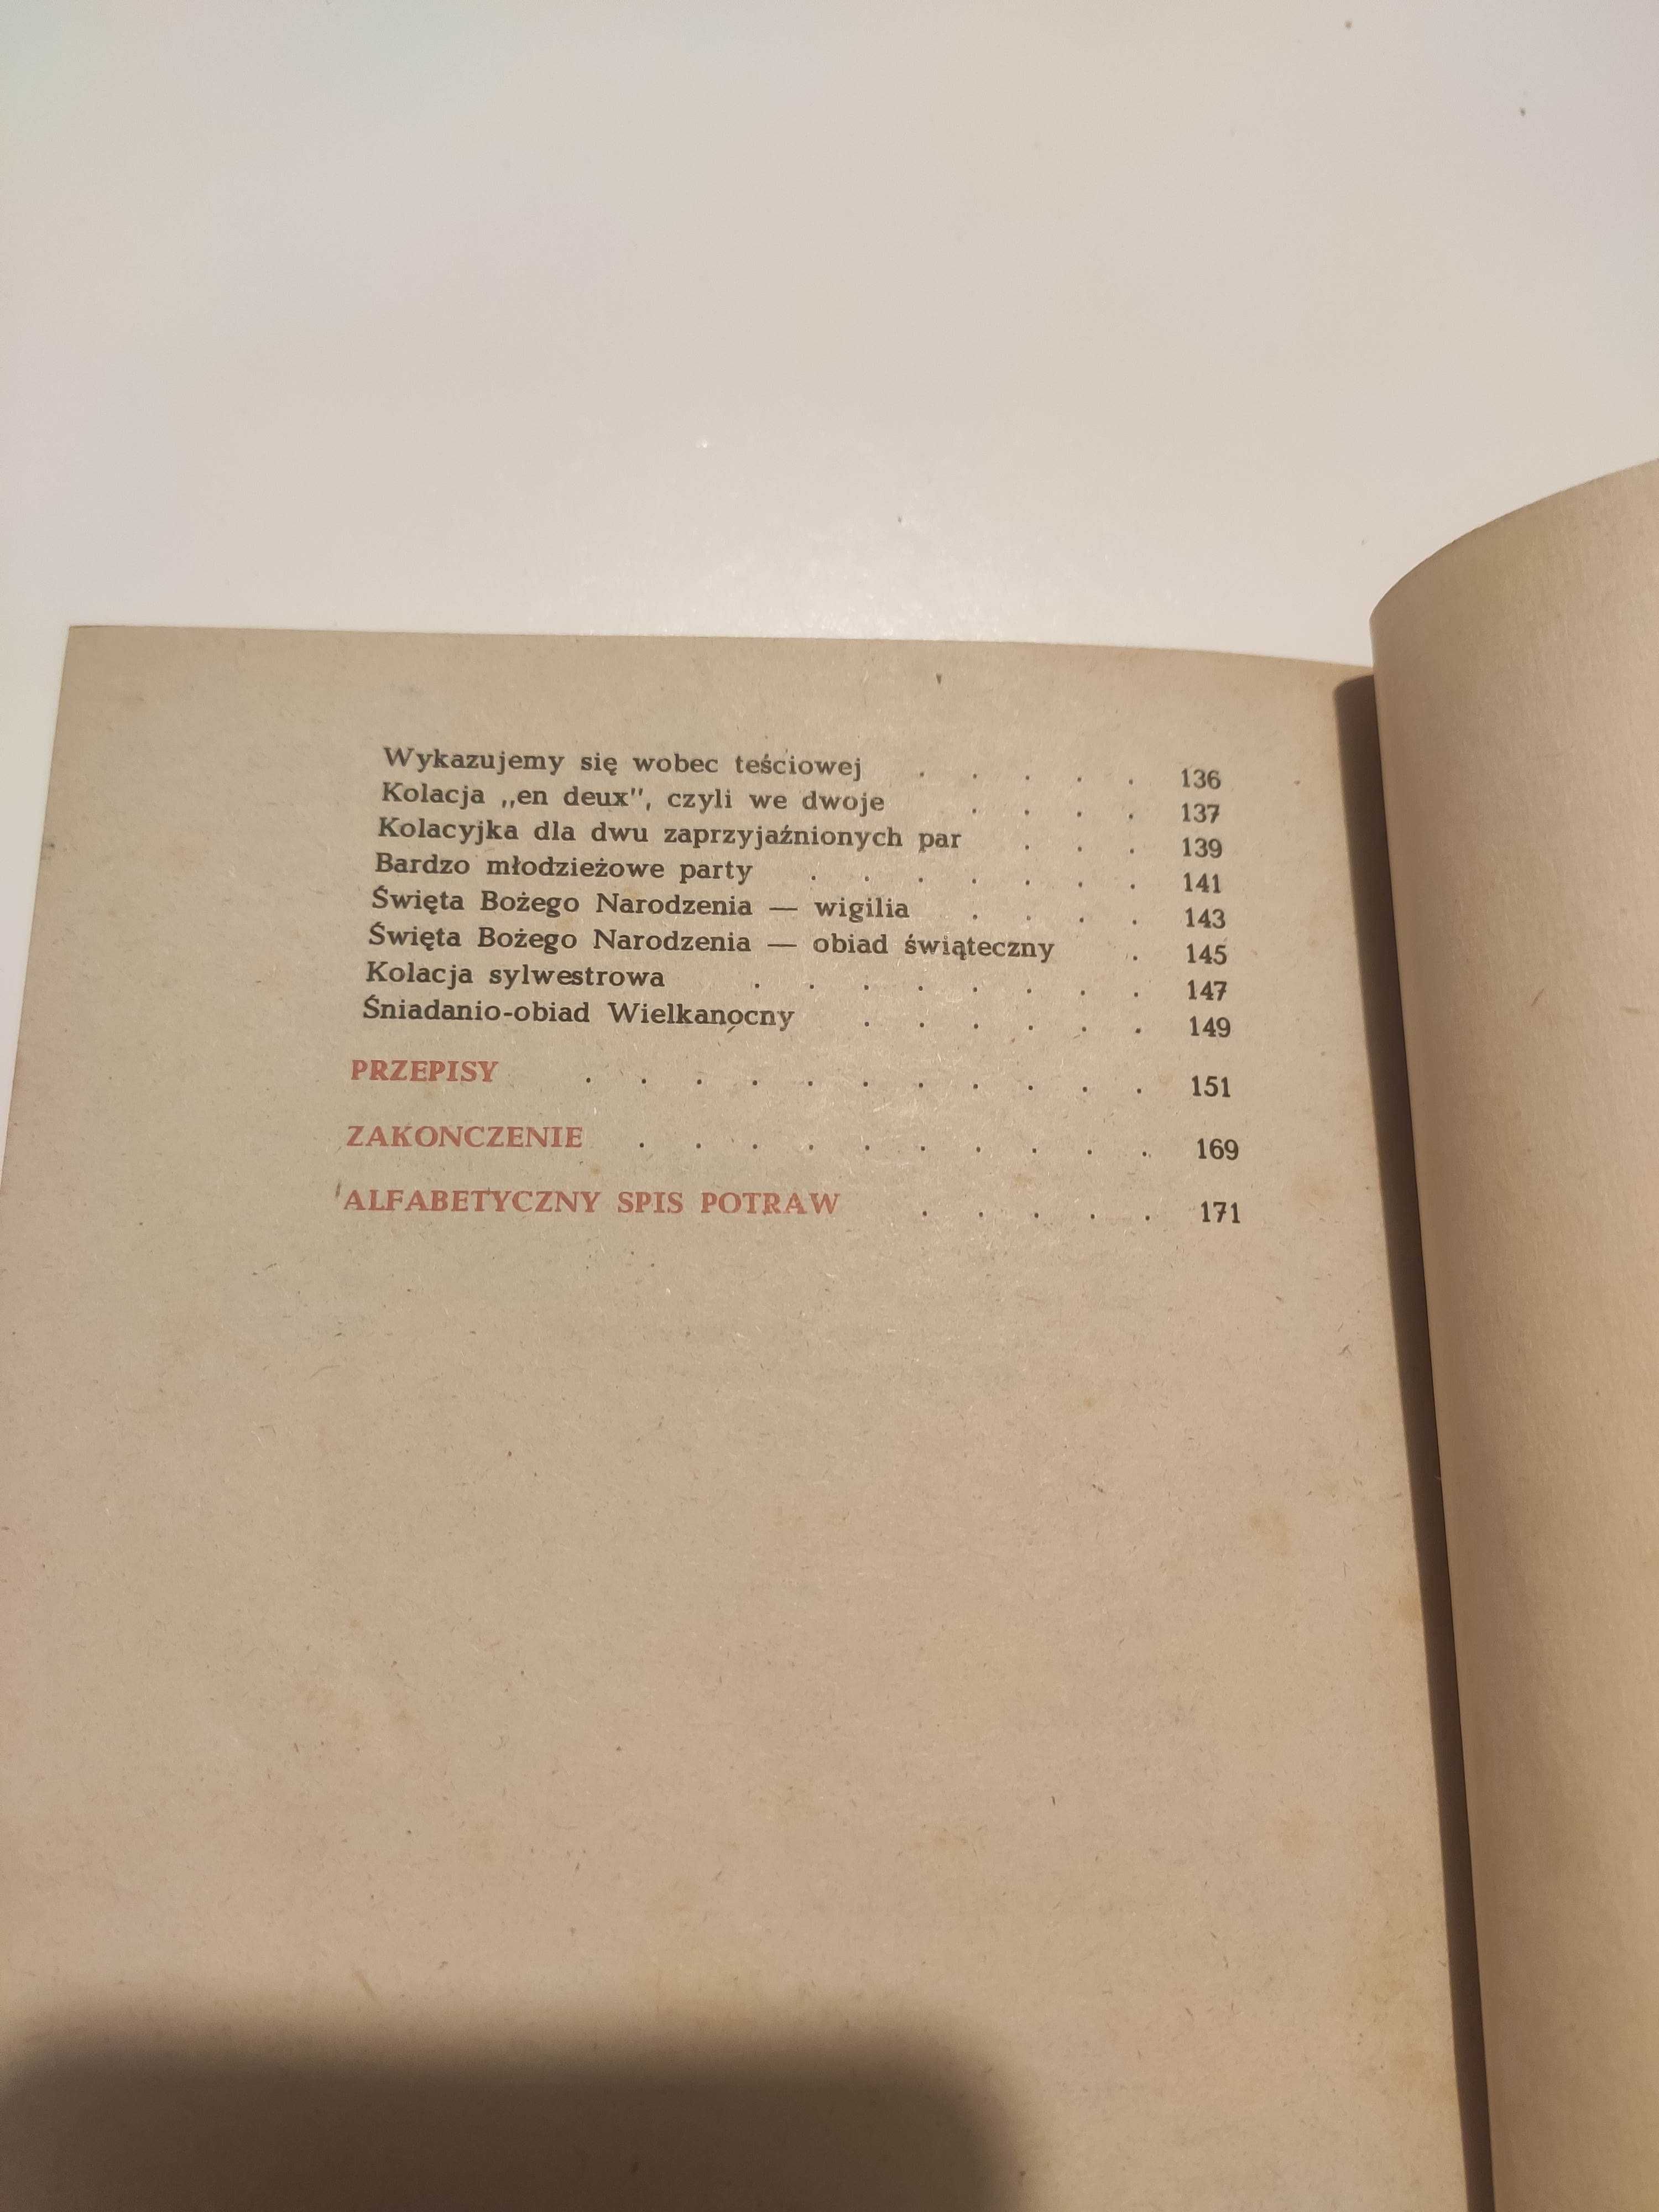 Wykazujemy się wobec teściowej . . . . . 136
Kolacja „en deux", czyli we dwoje . . . . 137
Kolacyjka dla dwu zaprzyjaźnionych par . . . 139
Bardzo młodzieżowe party . . . . . . . 141
Święta Bożego Narodzenia — wigilia . . . . 143
Święta Bożego Narodzenia — obiad świąteczny . 145
Kolacja sylwestrowa . . . . . . . . 147
Śniadanio-obiad Wielkanocny . . . . . . 149
PRZEPISY . . . . . . . . . . . 151
ZAKONCZENIE . . . . . . . . . . 169
ALFABETYCZNY SPIS POTRAW . . . . . 171